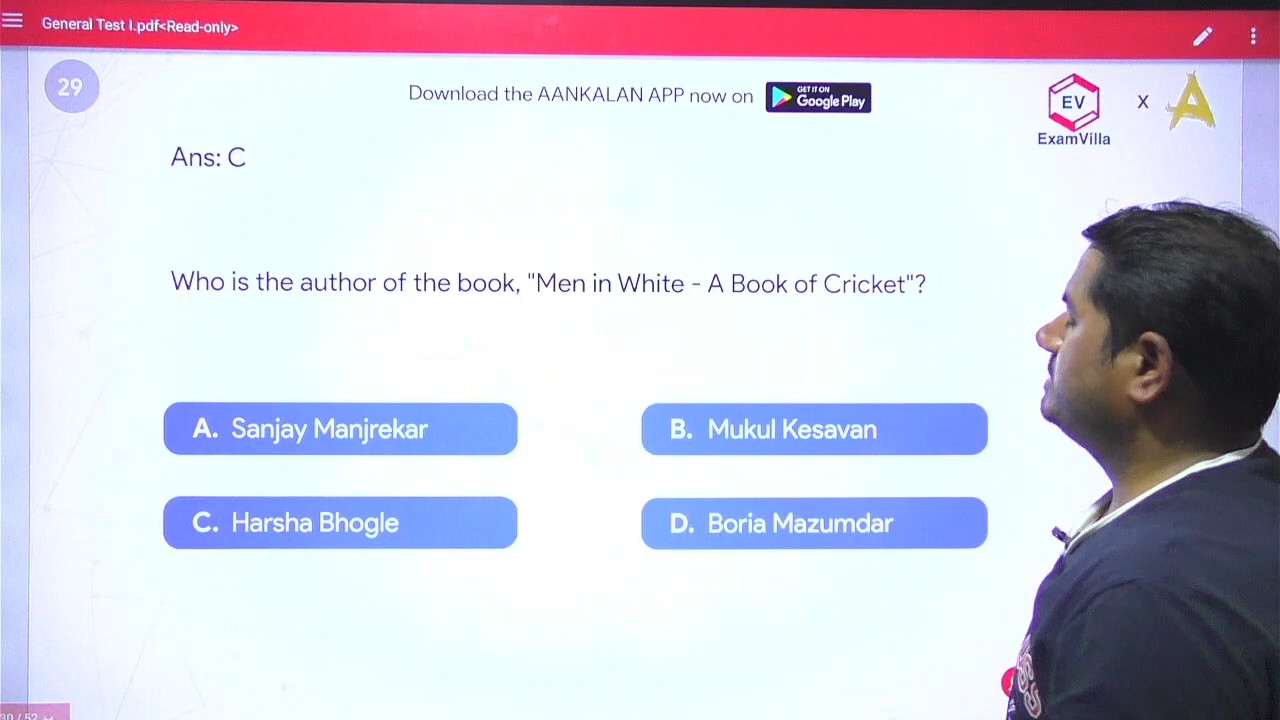 General Test I.pdf<Read-only>
29
Download the AANKALAN APP now on
GET IT ON
Google Play
EV
X
A
ExamVilla
Ans: C
Who is the author of the book, "Men in White - A Book of Cricket"?
A. Sanjay Manjrekar
B. Mukul Kesavan
C. Harsha Bhogle
D. Boria Mazumdar
30 / 52